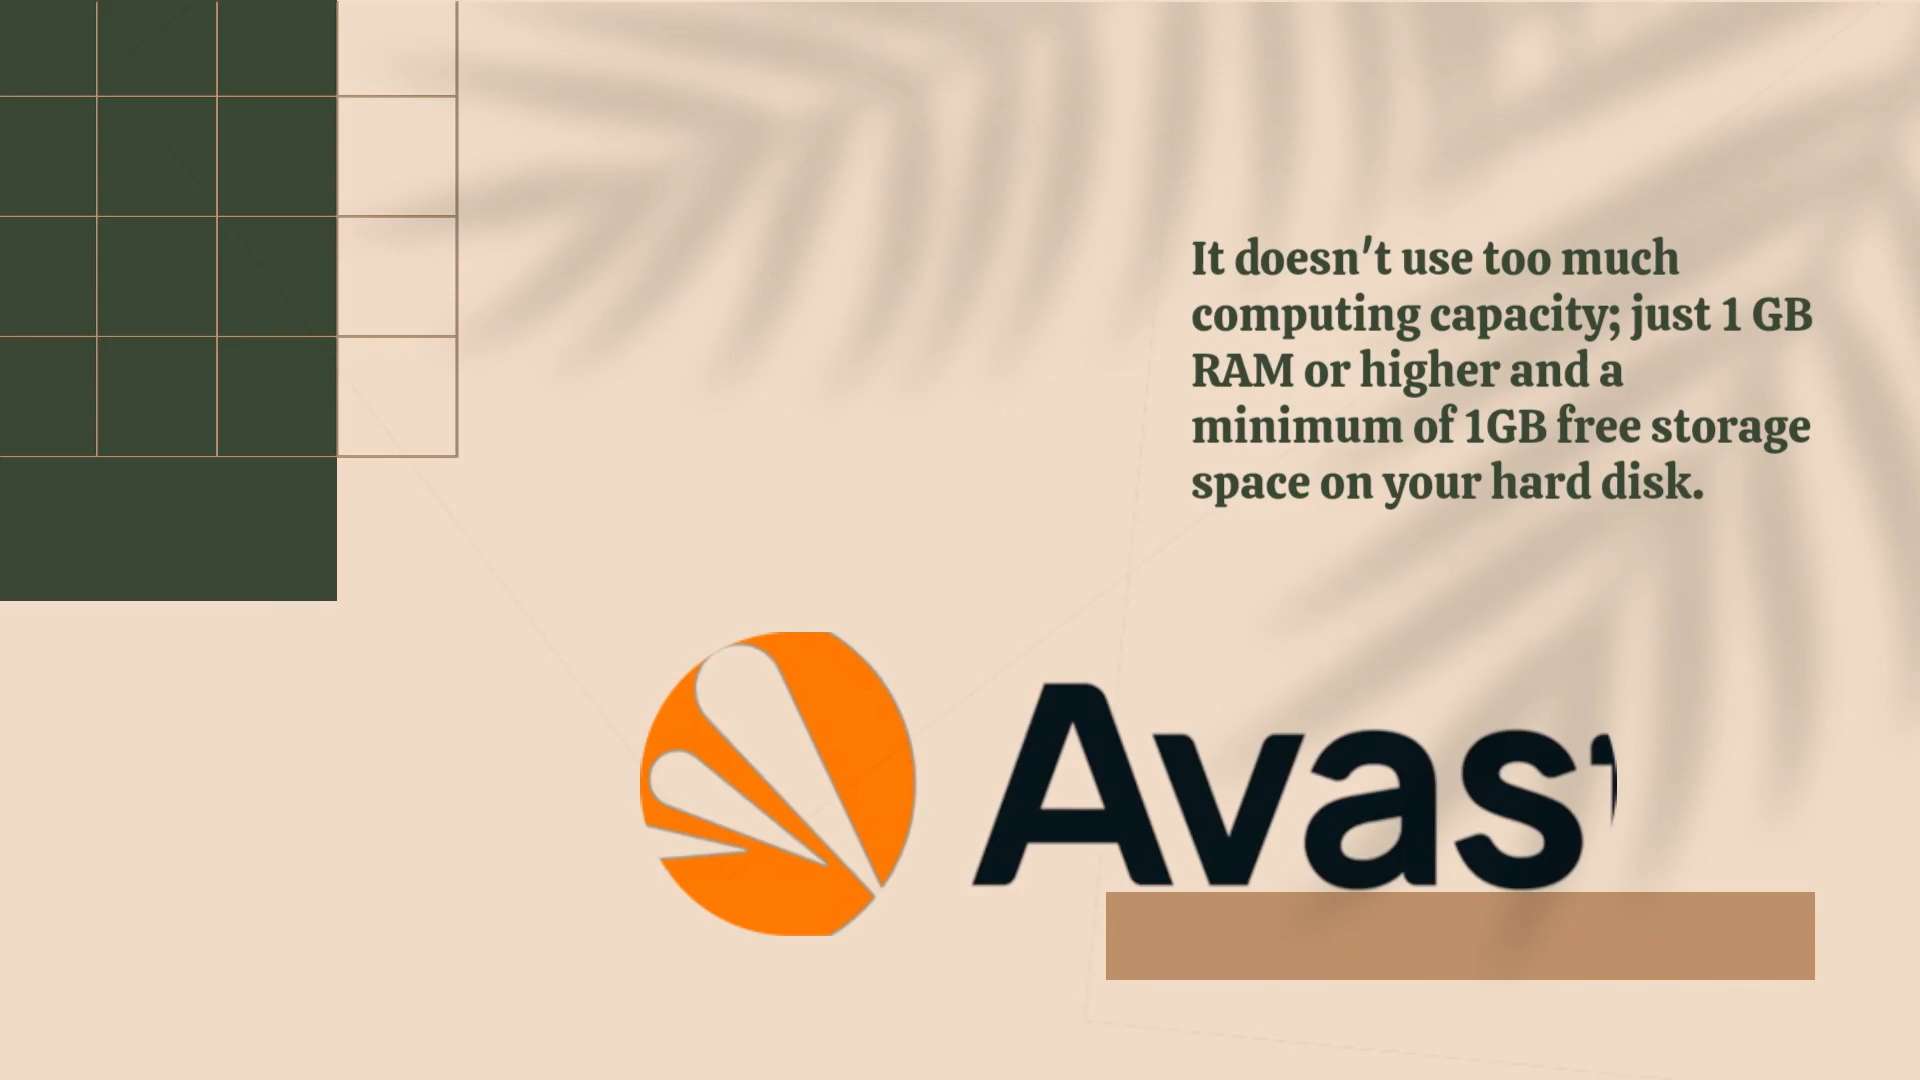 It doesn't use too much
computing capacity; just 1 GB
RAM or higher and a
minimum of 1GB free storage
space on your hard disk.
Avast